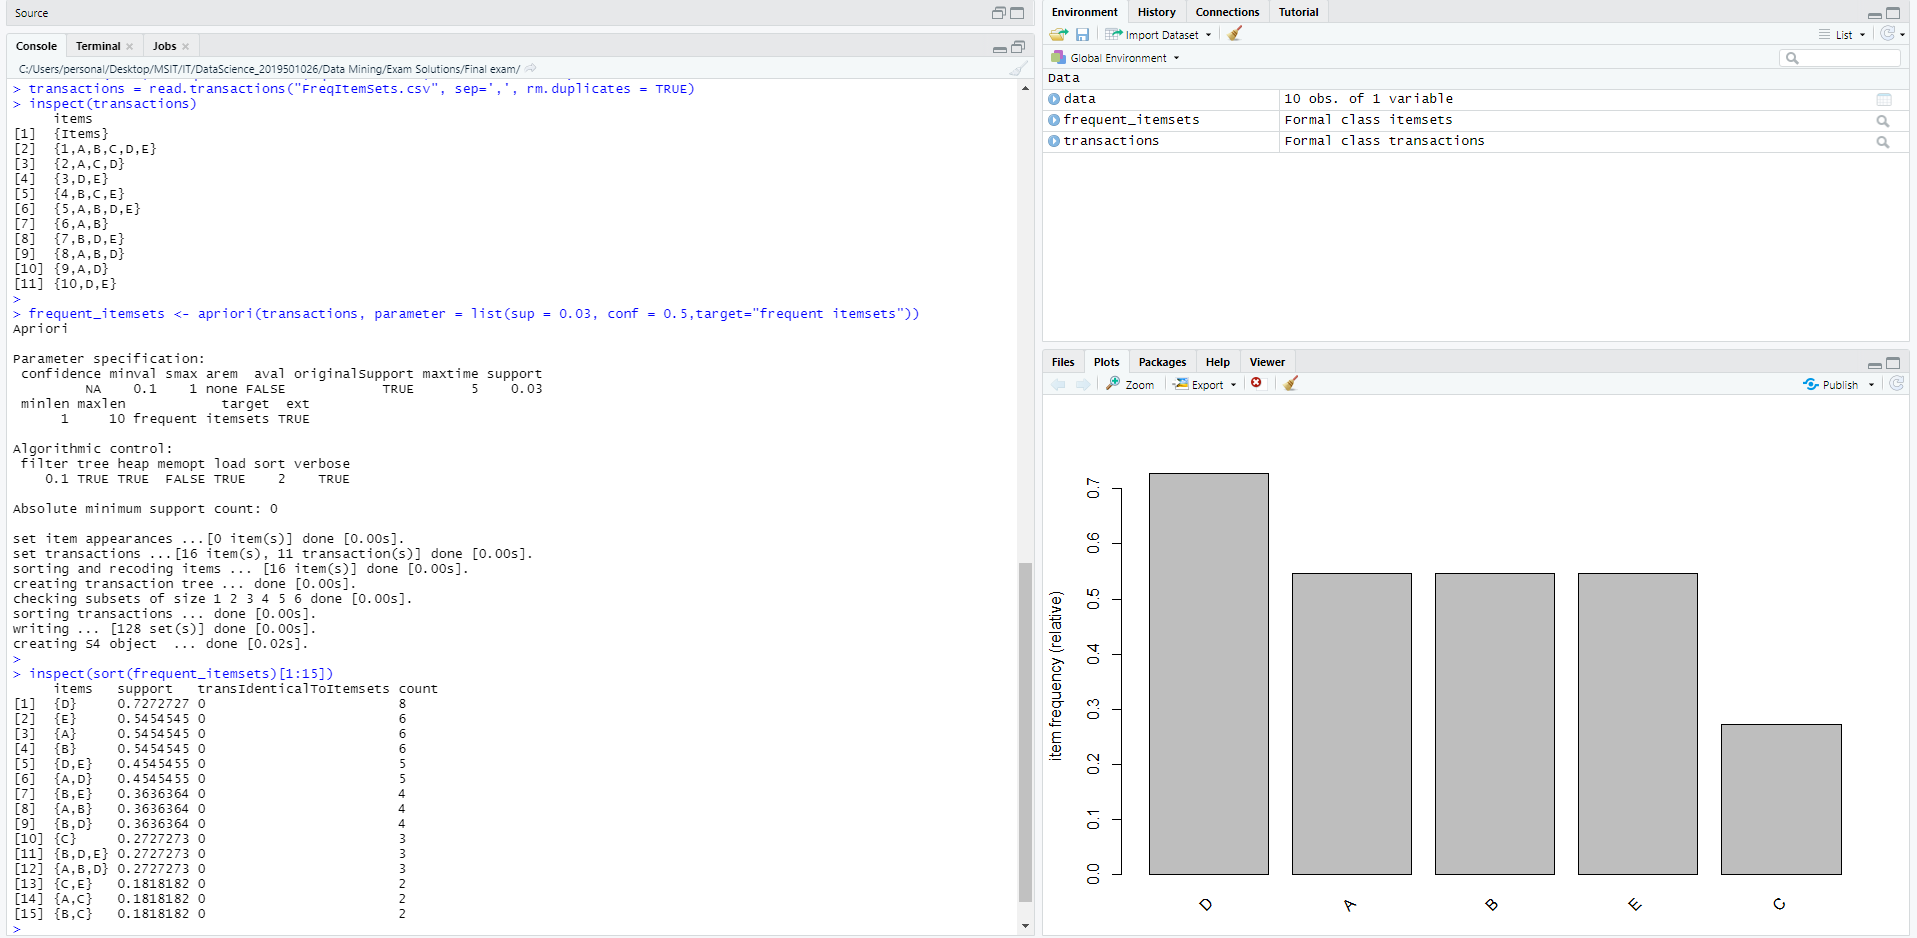 Source
Console Terminal Jobs
C:/Users/personal/Desktop/MSIT/IT/DataScience_2019501026/Data Mining/Exam Solutions/Final exam/
> transactions = read.transactions("FreqItemSets.csv", sep=',', rm.duplicates = TRUE)
> inspect(transactions)
     items
[1]  {Items}
[2]  {1,A,B,C,D,E}
[3]  {2,A,C,D}
[4]  {3,D,E}
[5]  {4,B,C,E}
[6]  {5,A,B,D,E}
[7]  {6,A,B}
[8]  {7,B,D,E}
[9]  {8,A,B,D}
[10] {9,A,D}
[11] {10,D,E}
>
> frequent_itemsets <- apriori(transactions, parameter = list(sup = 0.03, conf = 0.5,target="frequent itemsets"))
Apriori
Parameter specification:
 confidence minval smax arem  aval originalSupport maxtime support
         NA    0.1    1 none FALSE            TRUE       5    0.03
 minlen maxlen            target  ext
      1     10 frequent itemsets TRUE
Algorithmic control:
 filter tree heap memopt load sort verbose
    0.1 TRUE TRUE  FALSE TRUE    2    TRUE
Absolute minimum support count: 0
set item appearances ...[0 item(s)] done [0.00s].
set transactions ...[16 item(s), 11 transaction(s)] done [0.00s].
sorting and recoding items ... [16 item(s)] done [0.00s].
creating transaction tree ... done [0.00s].
checking subsets of size 1 2 3 4 5 6 done [0.00s].
sorting transactions ... done [0.00s].
writing ... [128 set(s)] done [0.00s].
creating S4 object  ... done [0.02s].
>
> inspect(sort(frequent_itemsets)[1:15])
     items   support   transIdenticalToItemsets count
[1]  {D}     0.7272727 0                        8
[2]  {E}     0.5454545 0                        6
[3]  {A}     0.5454545 0                        6
[4]  {B}     0.5454545 0                        6
[5]  {D,E}   0.4545455 0                        5
[6]  {A,D}   0.4545455 0                        5
[7]  {B,E}   0.3636364 0                        4
[8]  {A,B}   0.3636364 0                        4
[9]  {B,D}   0.3636364 0                        4
[10] {C}     0.2727273 0                        3
[11] {B,D,E} 0.2727273 0                        3
[12] {A,B,D} 0.2727273 0                        3
[13] {C,E}   0.1818182 0                        2
[14] {A,C}   0.1818182 0                        2
[15] {B,C}   0.1818182 0                        2
>
Environment History Connections Tutorial
Import Dataset List
Global Environment
Data
data 10 obs. of 1 variable
frequent_itemsets Formal class itemsets
transactions Formal class transactions
Files Plots Packages Help Viewer
Zoom Export Publish
item frequency (relative)
0.7
0.6
0.5
0.4
0.3
0.2
0.1
0.0
D A B E C